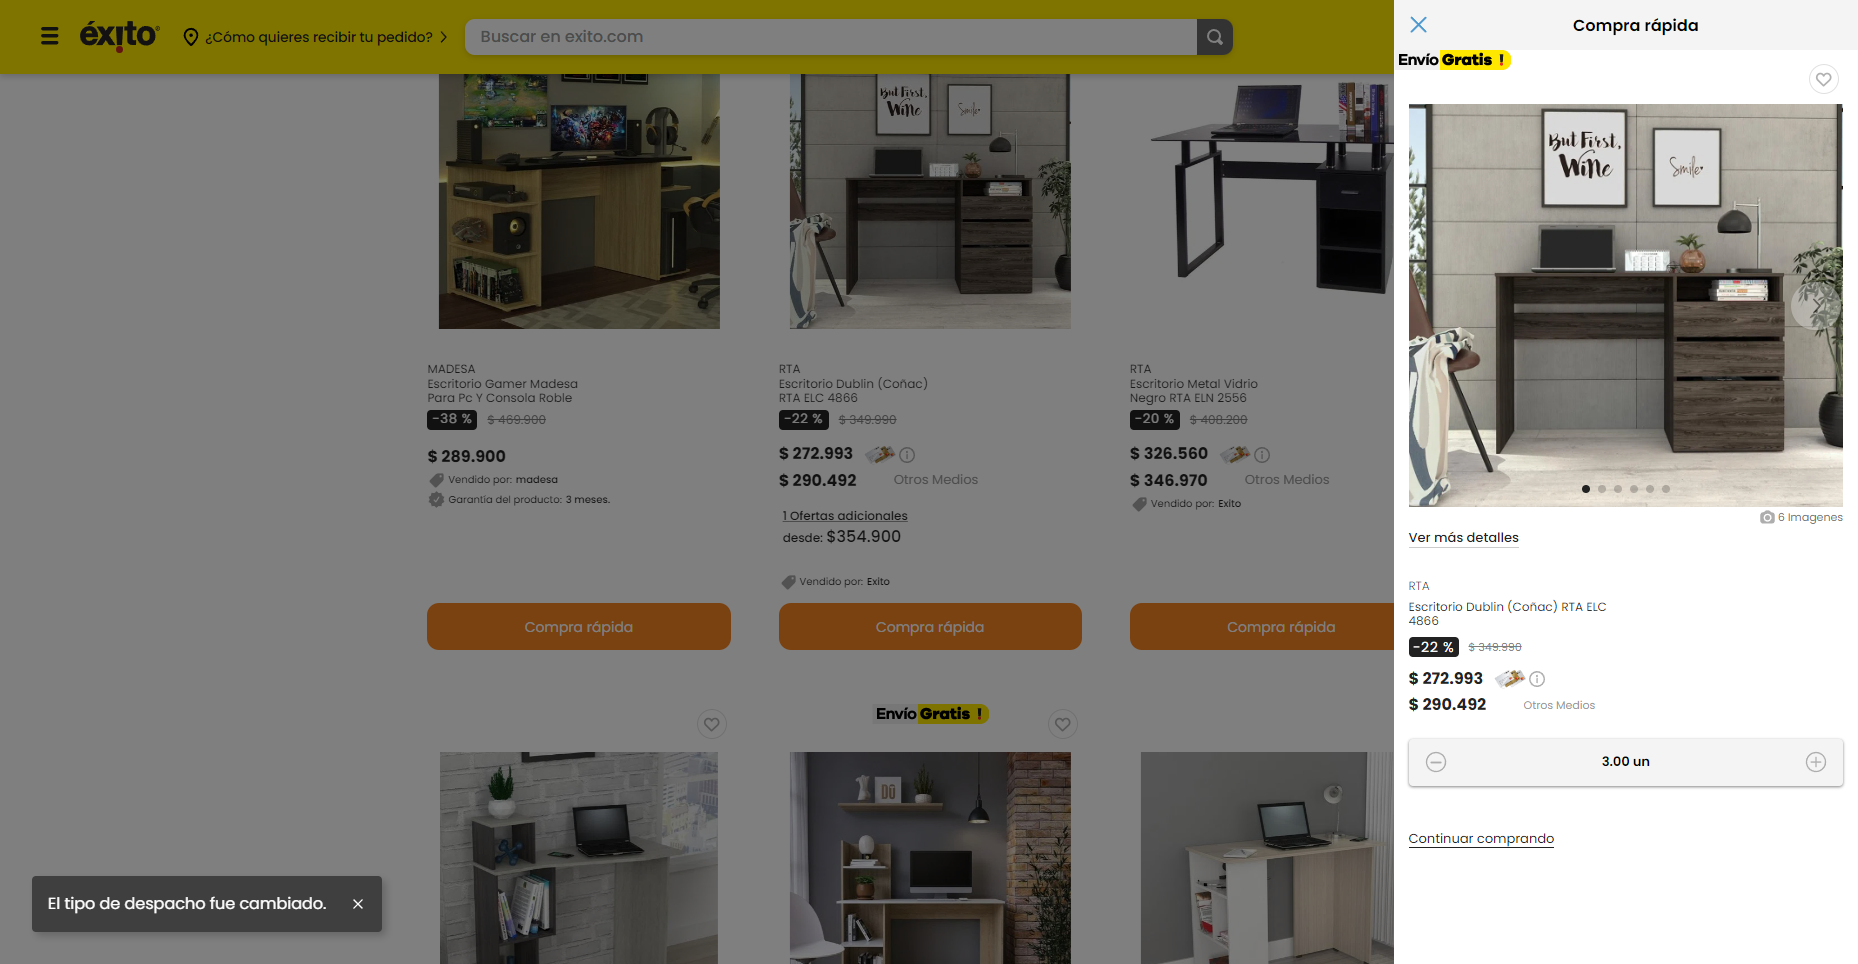 éxito
¿Cómo quieres recibir tu pedido?
Buscar en exito.com
But First,
Wine
Smile
MADESA
Escritorio Gamer Madesa
Para Pc Y Consola Roble
-38 %
$ 469.900
$ 289.900
Vendido por: madesa
Garantía del producto: 3 meses.
RTA
Escritorio Dublin (Coñac)
RTA ELC 4866
-22 %
$ 349.990
$ 272.993
$ 290.492
Otros Medios
1 Ofertas adicionales
desde: $354.900
Vendido por: Exito
RTA
Escritorio Metal Vidrio
Negro RTA ELN 2556
-20 %
$ 408.200
$ 326.560
$ 346.970
Otros Medios
Vendido por: Exito
Compra rápida
Compra rápida
Compra rápida
Envío Gratis !
DÕ
El tipo de despacho fue cambiado.
Compra rápida
Envío Gratis !
But First,
Wine
Smile
6 Imagenes
Ver más detalles
RTA
Escritorio Dublin (Coñac) RTA ELC
4866
-22 %
$ 349.990
$ 272.993
$ 290.492
Otros Medios
3.00 un
Continuar comprando